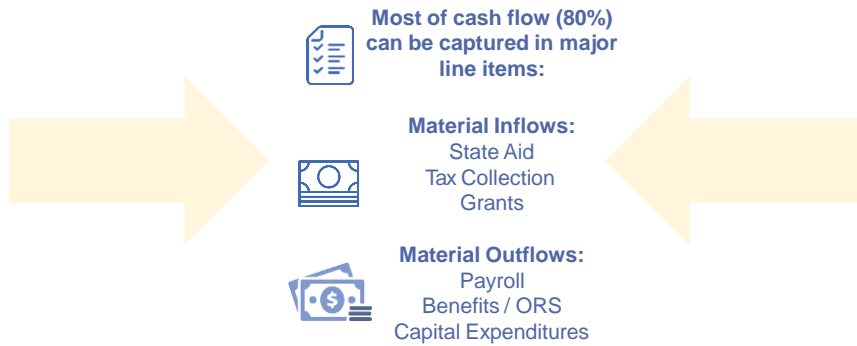 Most of cash flow (80%)
can be captured in major
line items:
Material Inflows:
State Aid
Tax Collection
Grants
Material Outflows:
Payroll
Benefits / ORS
Capital Expenditures